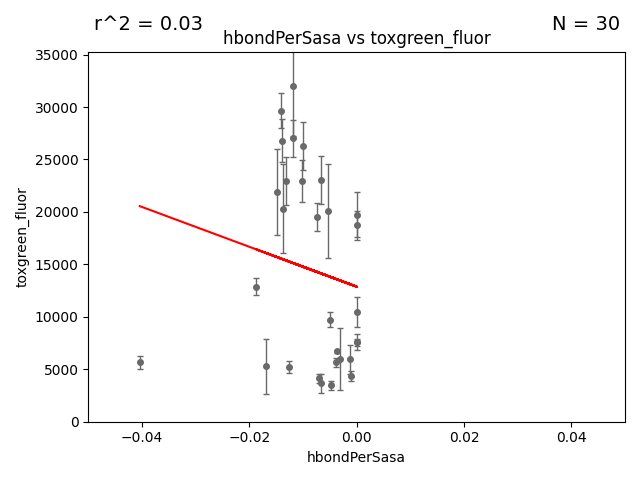 r^2 = 0.03
N = 30
hbondPerSasa vs toxgreen_fluor
35000
30000
25000
20000
15000
10000
5000
0
toxgreen_fluor
−0.04
−0.02
0.00
0.02
0.04
hbondPerSasa